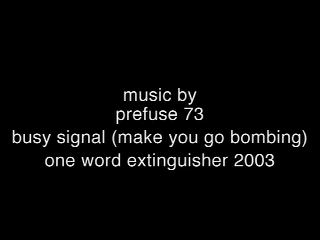 music by
prefuse 73
busy signal (make you go bombing)
one word extinguisher 2003